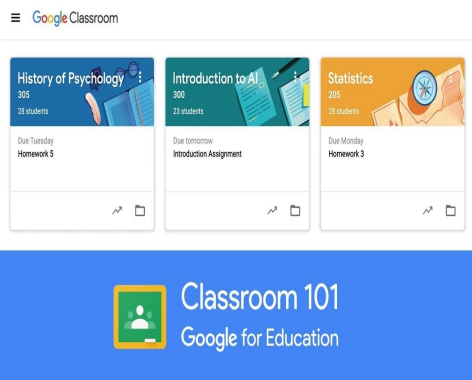 Google Classroom
History of Psychology
305
28 students
Due Tuesday
Homework 5
Introduction to AI
300
23 students
Due tomorrow
Introduction Assignment
Statistics
205
28 students
Due Monday
Homework 3
Classroom 101
Google for Education